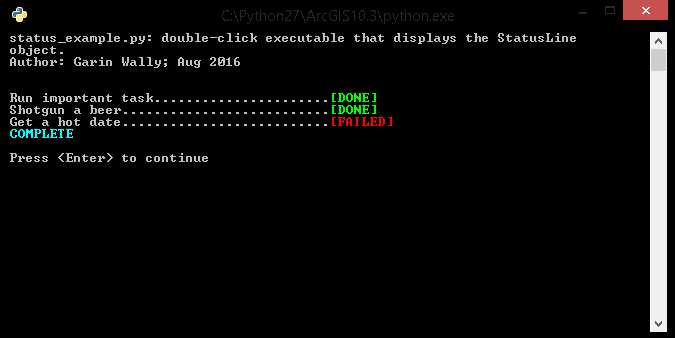 C:\Python27\ArcGIS10.3\python.exe
status_example.py: double-click executable that displays the StatusLine
object.
Author: Garin Wally; Aug 2016
Run important task......................[DONE]
Shotgun a beer..........................[DONE]
Get a hot date..........................[FAILED]
COMPLETE
Press <Enter> to continue